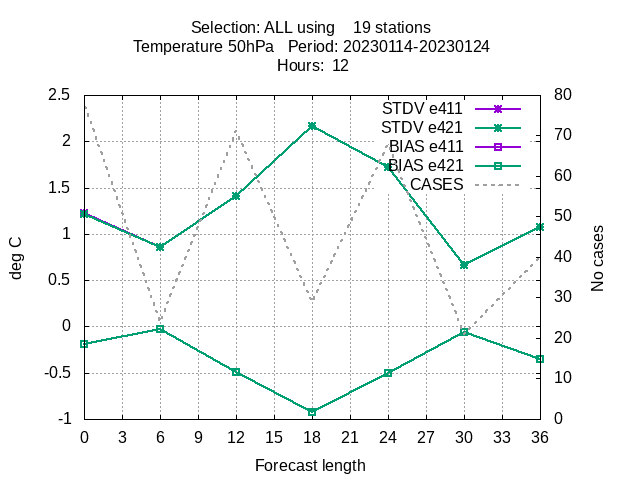 Selection: ALL using    19 stations
Temperature 50hPa   Period: 20230114-20230124
Hours:  12
2.5
2
1.5
1
0.5
0
-0.5
-1
80
70
60
50
40
30
20
10
0
STDV e411
STDV e421
BIAS e411
BIAS e421
CASES
deg C
No cases
0 3 6 9 12 15 18 21 24 27 30 33 36
Forecast length